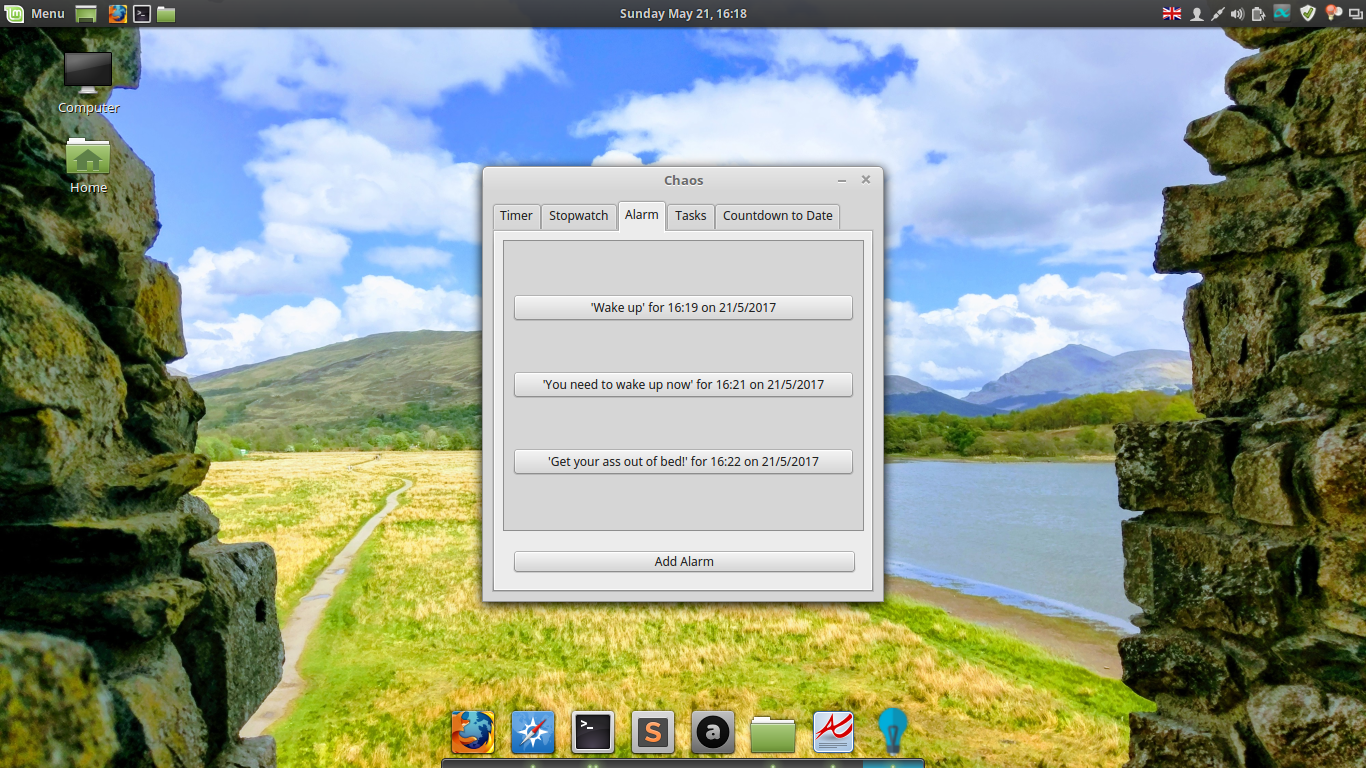 Menu
Sunday May 21, 16:18
Computer
Home
Chaos
Timer
Stopwatch
Alarm
Tasks
Countdown to Date
'Wake up' for 16:19 on 21/5/2017
'You need to wake up now' for 16:21 on 21/5/2017
'Get your ass out of bed!' for 16:22 on 21/5/2017
Add Alarm
>_
S
a